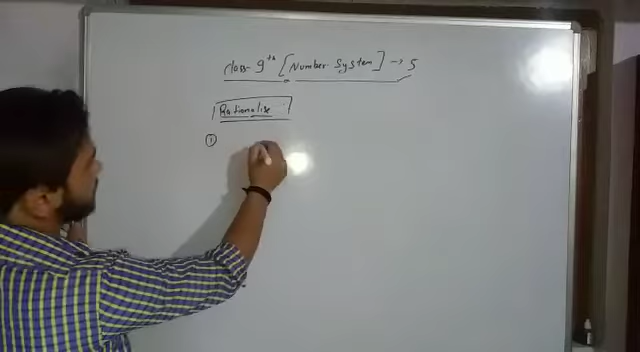 class-9th [Number System] → 5
Rationalise
①